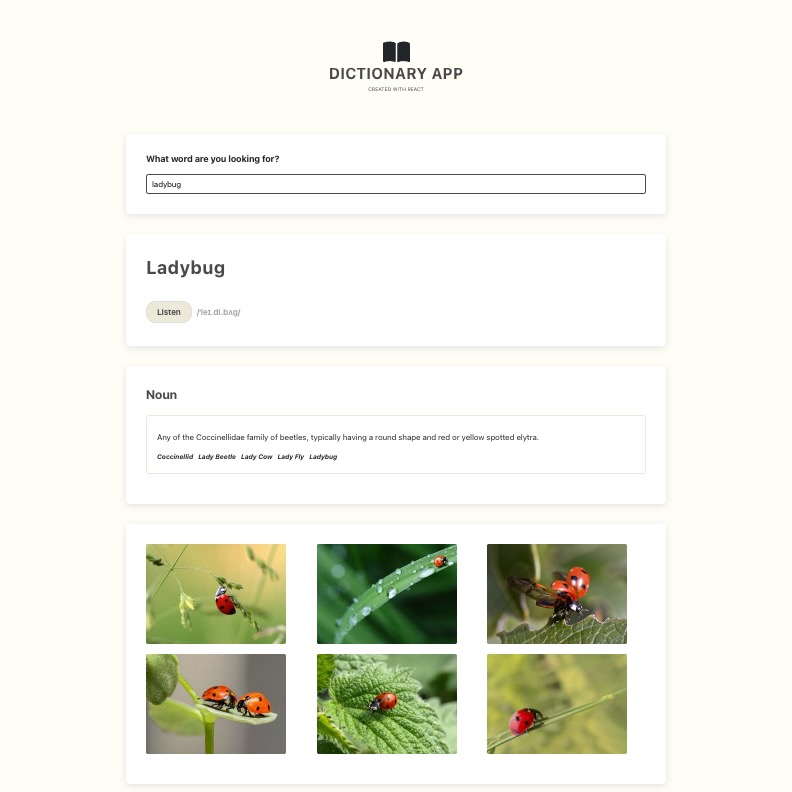 DICTIONARY APP
CREATED WITH REACT
What word are you looking for?
ladybug
Ladybug
Listen /ˈleɪ.di.bʌg/
Noun
Any of the Coccinellidae family of beetles, typically having a round shape and red or yellow spotted elytra.
Coccinellid Lady Beetle Lady Cow Lady Fly Ladybug